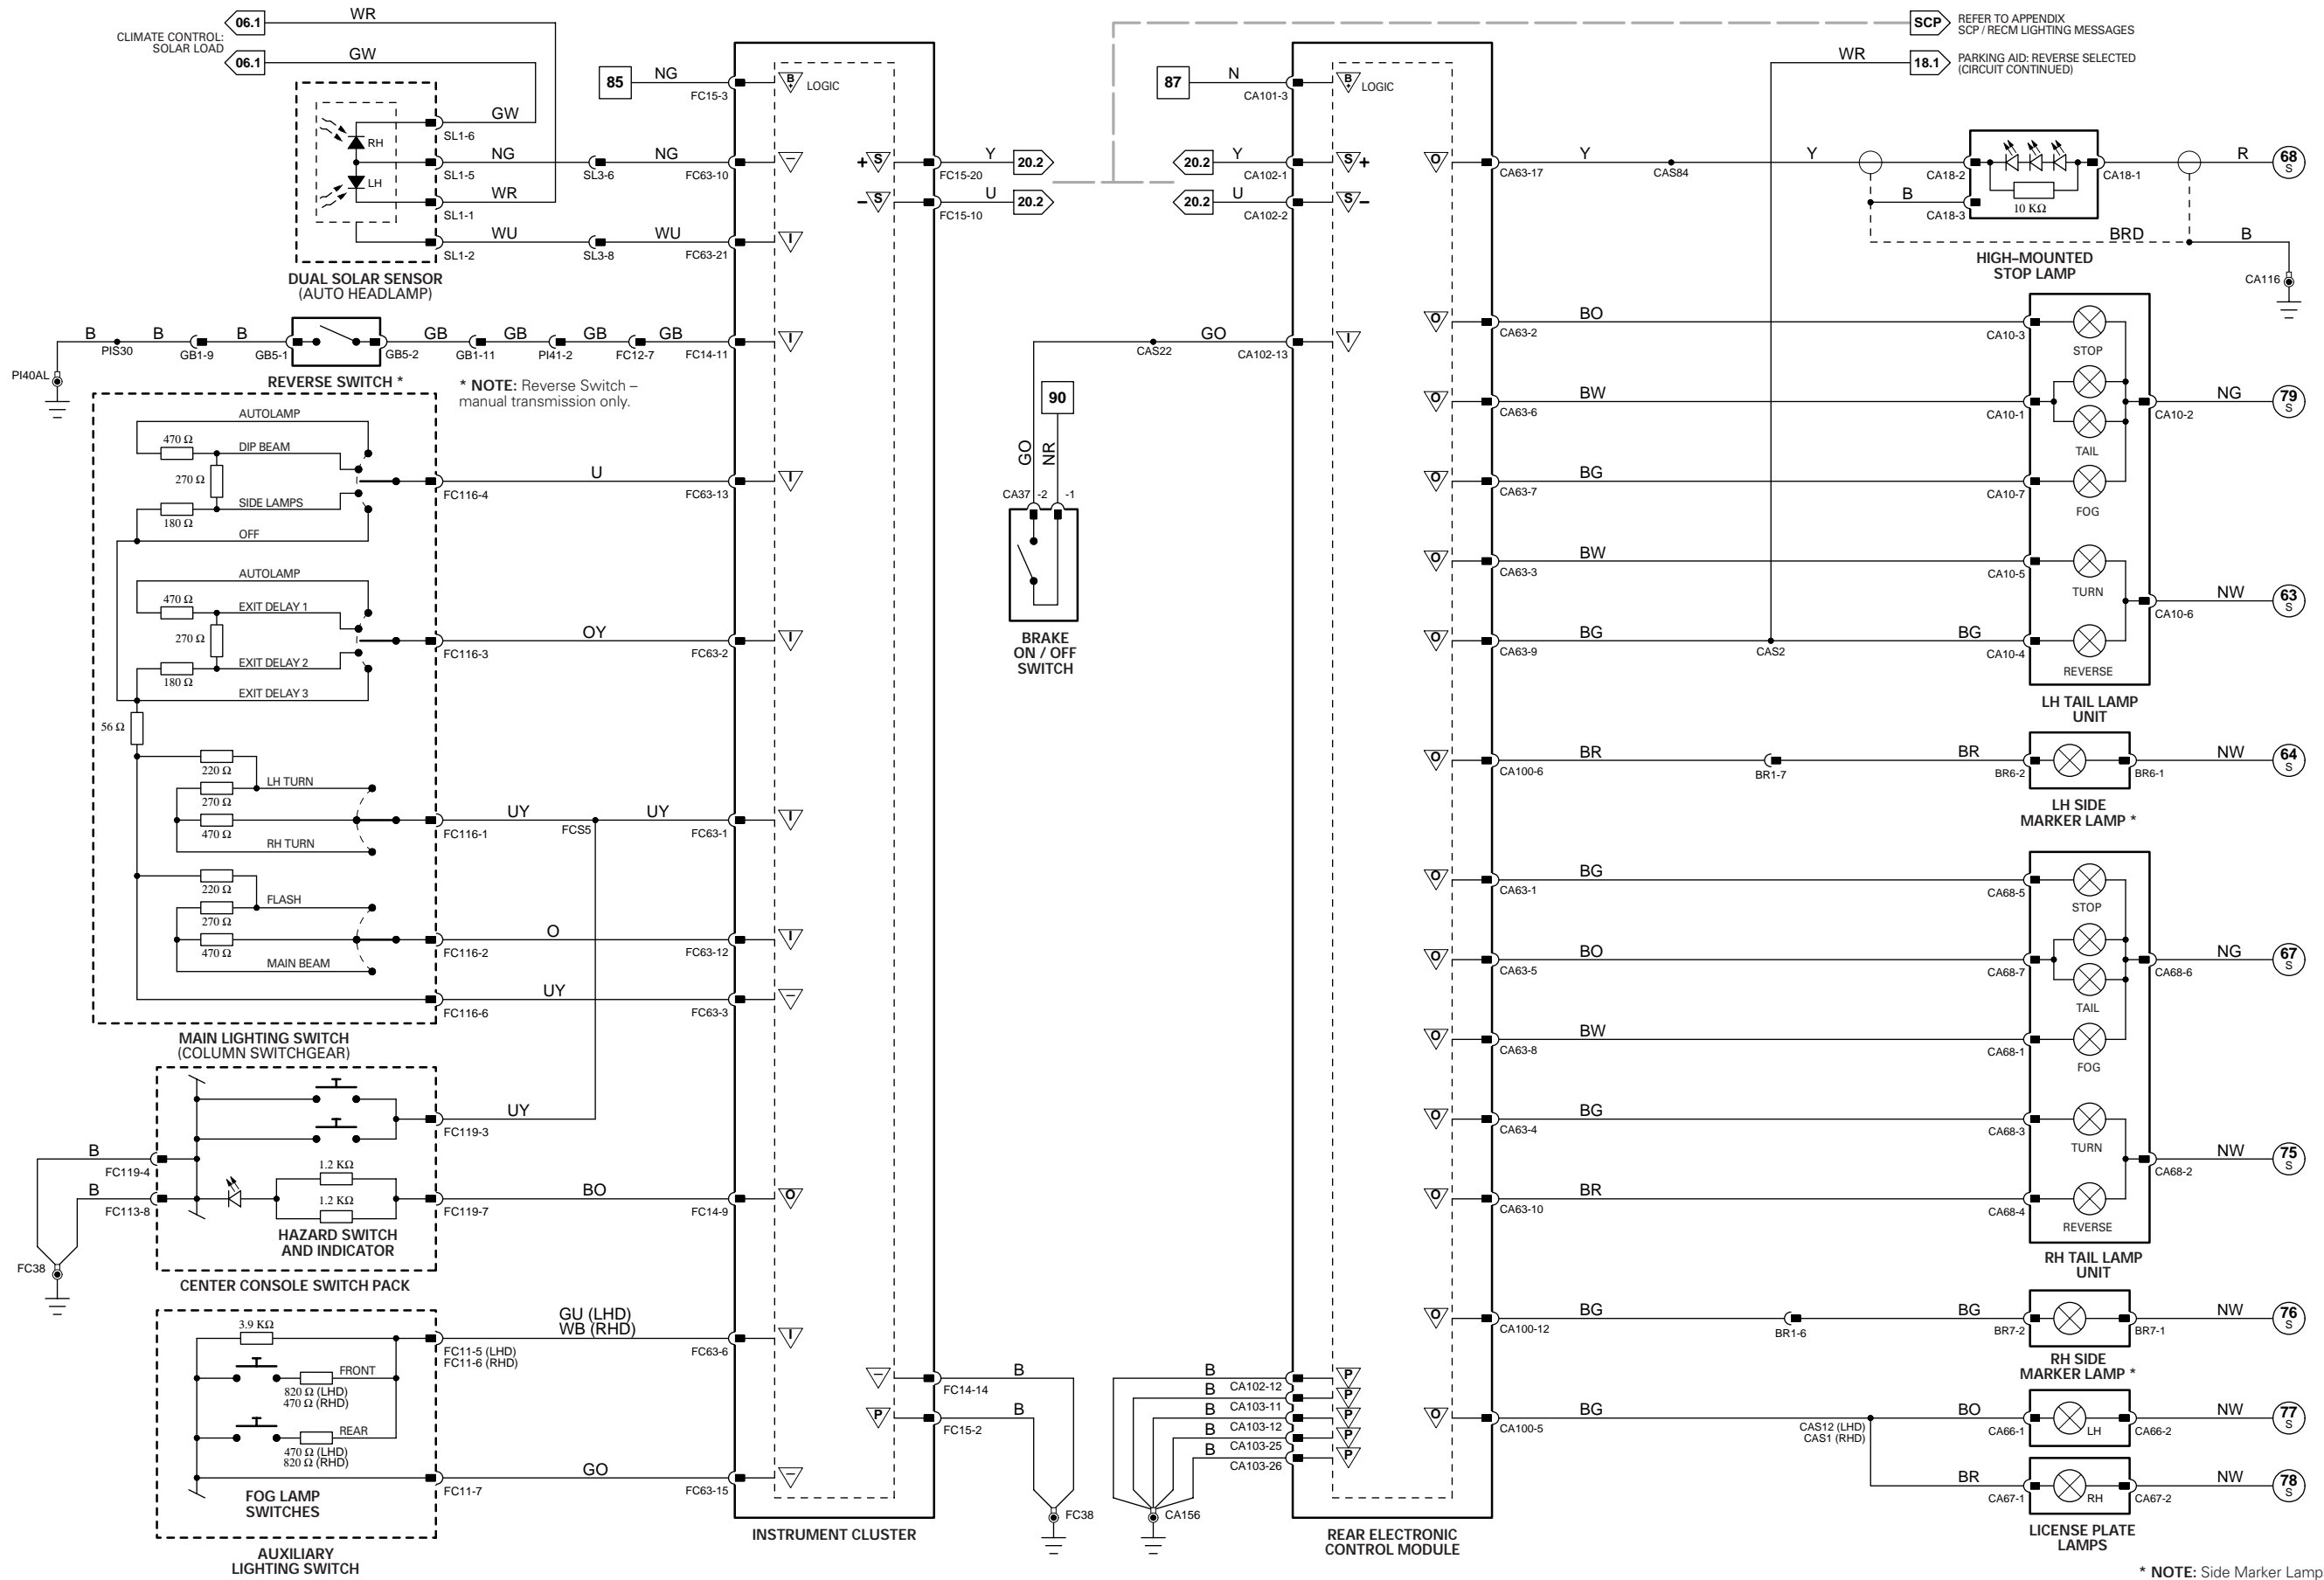 06.1
WR
CLIMATE CONTROL:
SOLAR LOAD
06.1
GW
GW
SL1-6
RH
NG
NG
SL1-5
SL3-6
FC63-10
LH
WR
SL1-1
WU
WU
SL1-2
SL3-8
FC63-21
DUAL SOLAR SENSOR
(AUTO HEADLAMP)
85
NG
FC15-3
B+
LOGIC
–
I
B
PIS30
B
GB1-9
B
GB5-1
GB5-2
GB
GB1-11
GB
PI41-2
GB
FC12-7
GB
FC14-11
I
PI40AL
REVERSE SWITCH *
* NOTE: Reverse Switch –
manual transmission only.
AUTOLAMP
470 Ω
DIP BEAM
270 Ω
SIDE LAMPS
180 Ω
OFF
FC116-4
U
FC63-13
I
AUTOLAMP
470 Ω
EXIT DELAY 1
270 Ω
EXIT DELAY 2
180 Ω
EXIT DELAY 3
FC116-3
OY
FC63-2
I
56 Ω
220 Ω
LH TURN
270 Ω
470 Ω
RH TURN
FC116-1
UY
FCS5
UY
FC63-1
I
220 Ω
FLASH
270 Ω
470 Ω
MAIN BEAM
FC116-2
O
FC63-12
I
FC116-6
UY
FC63-3
–
MAIN LIGHTING SWITCH
(COLUMN SWITCHGEAR)
UY
FC119-3
B
FC119-4
B
FC113-8
FC38
1.2 KΩ
1.2 KΩ
FC119-7
BO
FC14-9
O
HAZARD SWITCH
AND INDICATOR
CENTER CONSOLE SWITCH PACK
3.9 KΩ
FRONT
820 Ω (LHD)
470 Ω (RHD)
REAR
470 Ω (LHD)
820 Ω (RHD)
FC11-5 (LHD)
FC11-6 (RHD)
GU (LHD)
WB (RHD)
FC63-6
I
FC11-7
GO
FC63-15
–
FOG LAMP
SWITCHES
AUXILIARY
LIGHTING SWITCH
+ S
FC15-20
Y
20.2
– S
FC15-10
U
20.2
–
FC14-14
B
P
FC15-2
B
FC38
INSTRUMENT CLUSTER
87
N
CA101-3
B+
LOGIC
20.2
Y
CA102-1
S +
20.2
U
CA102-2
S –
CAS22
GO
CA102-13
I
90
GO
NR
CA37
-2
-1
BRAKE
ON / OFF
SWITCH
B
CA102-12
P
B
CA103-11
P
B
CA103-12
P
B
CA103-25
P
B
CA103-26
P
CA156
REAR ELECTRONIC
CONTROL MODULE
SCP
REFER TO APPENDIX
SCP / RECM LIGHTING MESSAGES
WR
18.1
PARKING AID: REVERSE SELECTED
(CIRCUIT CONTINUED)
O
CA63-17
Y
CAS84
Y
CA18-2
B
CA18-3
10 KΩ
CA18-1
R
68
S
BRD
B
CA116
HIGH–MOUNTED
STOP LAMP
O
CA63-2
BO
CA10-3
STOP
O
CA63-6
BW
CA10-1
TAIL
CA10-2
NG
79
S
O
CA63-7
BG
CA10-7
FOG
O
CA63-3
BW
CA10-5
TURN
CA10-6
NW
63
S
O
CA63-9
BG
CAS2
BG
CA10-4
REVERSE
LH TAIL LAMP
UNIT
O
CA100-6
BR
BR1-7
BR
BR6-2
BR6-1
NW
64
S
LH SIDE
MARKER LAMP *
O
CA63-1
BG
CA68-5
STOP
O
CA63-5
BO
CA68-7
TAIL
CA68-6
NG
67
S
O
CA63-8
BW
CA68-1
FOG
O
CA63-4
BG
CA68-3
TURN
CA68-2
NW
75
S
O
CA63-10
BR
CA68-4
REVERSE
RH TAIL LAMP
UNIT
O
CA100-12
BG
BR1-6
BG
BR7-2
BR7-1
NW
76
S
RH SIDE
MARKER LAMP *
O
CA100-5
BG
CAS12 (LHD)
CAS1 (RHD)
BO
CA66-1
LH
CA66-2
NW
77
S
BR
CA67-1
RH
CA67-2
NW
78
S
LICENSE PLATE
LAMPS
* NOTE: Side Marker Lamp